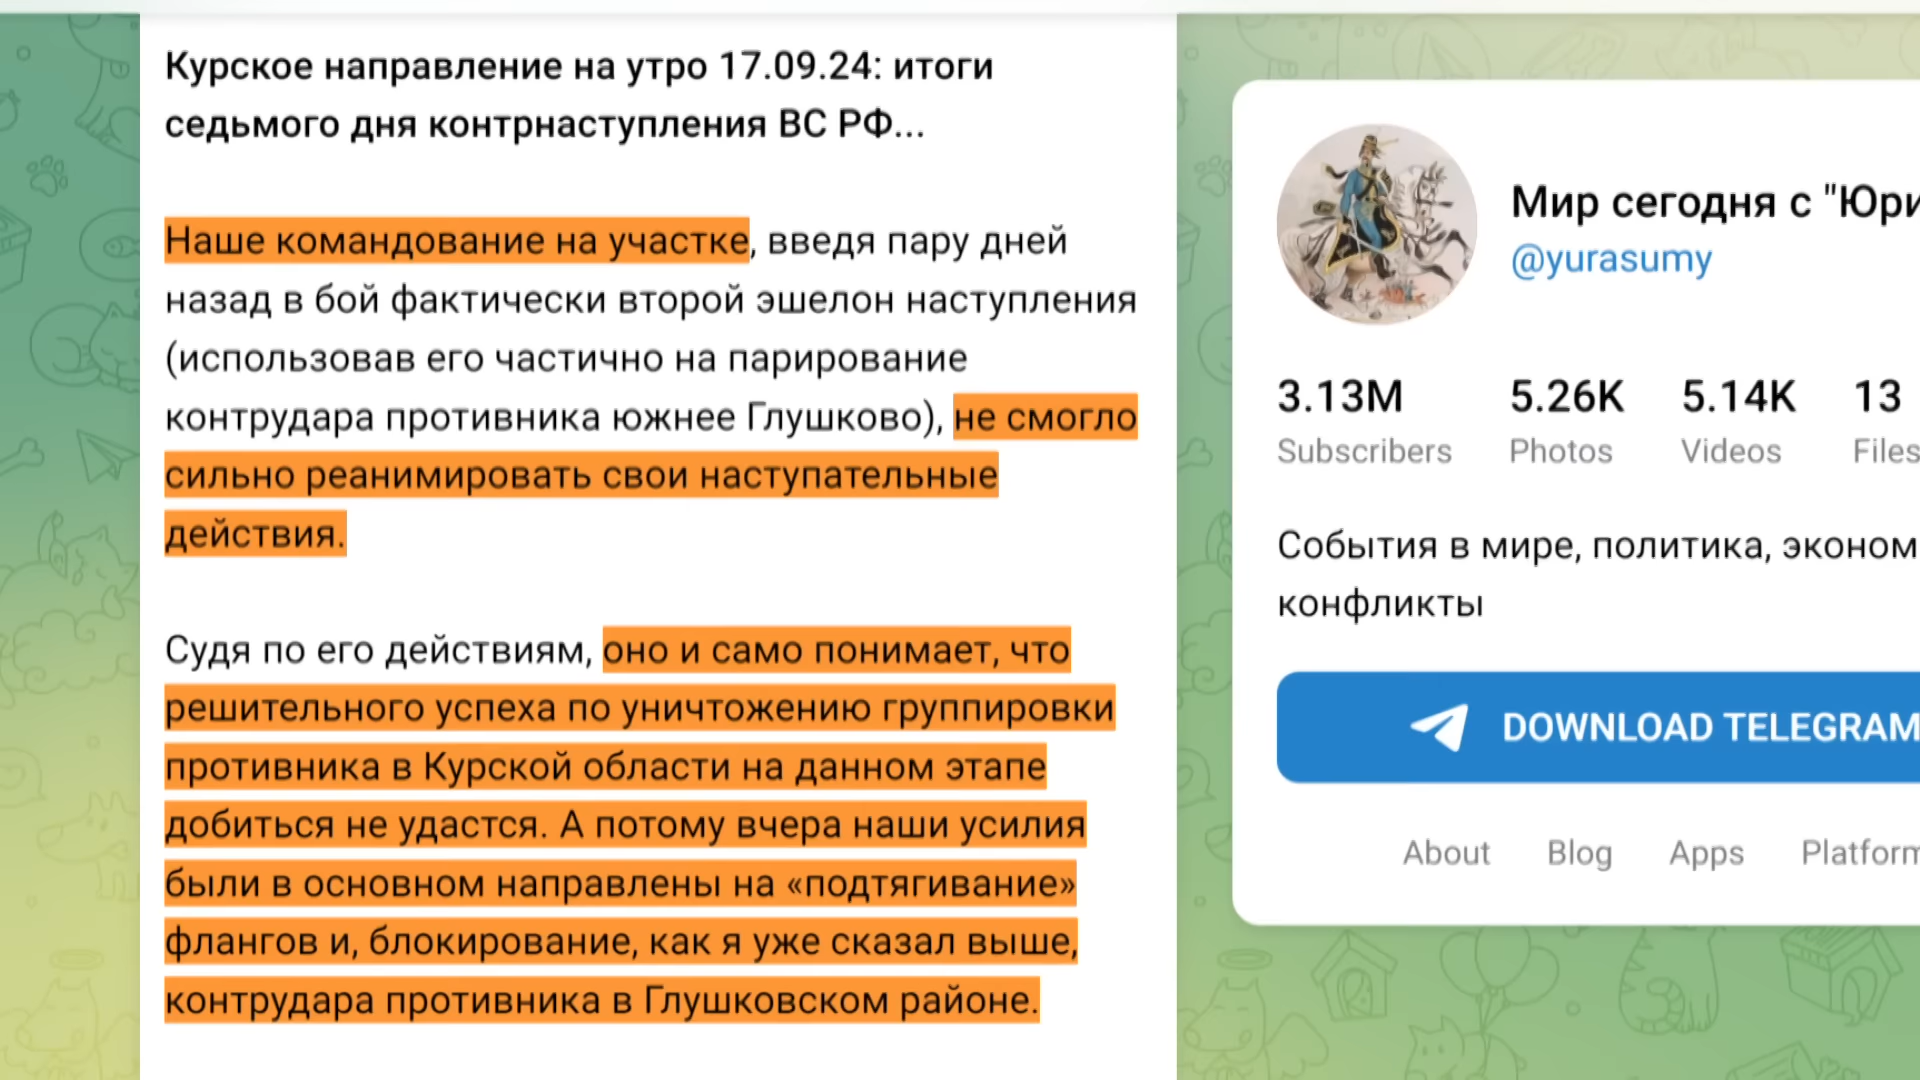 Курское направление на утро 17.09.24: итоги
седьмого дня контрнаступления ВС РФ...
Наше командование на участке, введя пару дней
назад в бой фактически второй эшелон наступления
(использовав его частично на парирование
контрудара противника южнее Глушково), не смогло
сильно реанимировать свои наступательные
действия.
Судя по его действиям, оно и само понимает, что
решительного успеха по уничтожению группировки
противника в Курской области на данном этапе
добиться не удастся. А потому вчера наши усилия
были в основном направлены на «подтягивание»
флангов и, блокирование, как я уже сказал выше,
контрудара противника в Глушковском районе.
Мир сегодня с "Юри
@yurasumy
3.13M 5.26K 5.14K 13
Subscribers Photos Videos Files
События в мире, политика, эконом
конфликты
DOWNLOAD TELEGRAM
About Blog Apps Platform